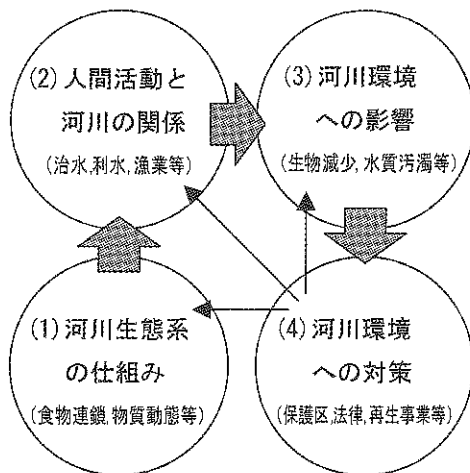 (2) 人間活動と
河川の関係
(治水,利水,漁業等)
(3) 河川環境
への影響
(生物減少,水質汚濁等)
(1) 河川生態系
の仕組み
(食物連鎖,物質動態等)
(4) 河川環境
への対策
(保護区,法律,再生事業等)